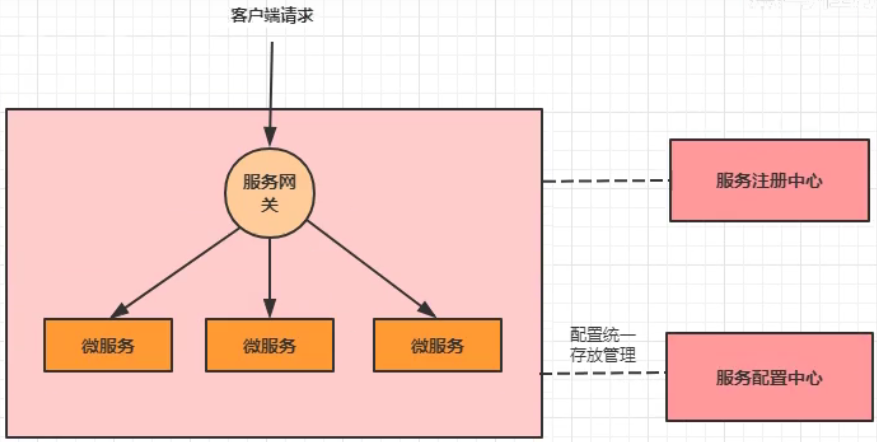 客户端请求
服务网
关
服务注册中心
微服务
微服务
微服务
配置统一
存放管理
服务配置中心